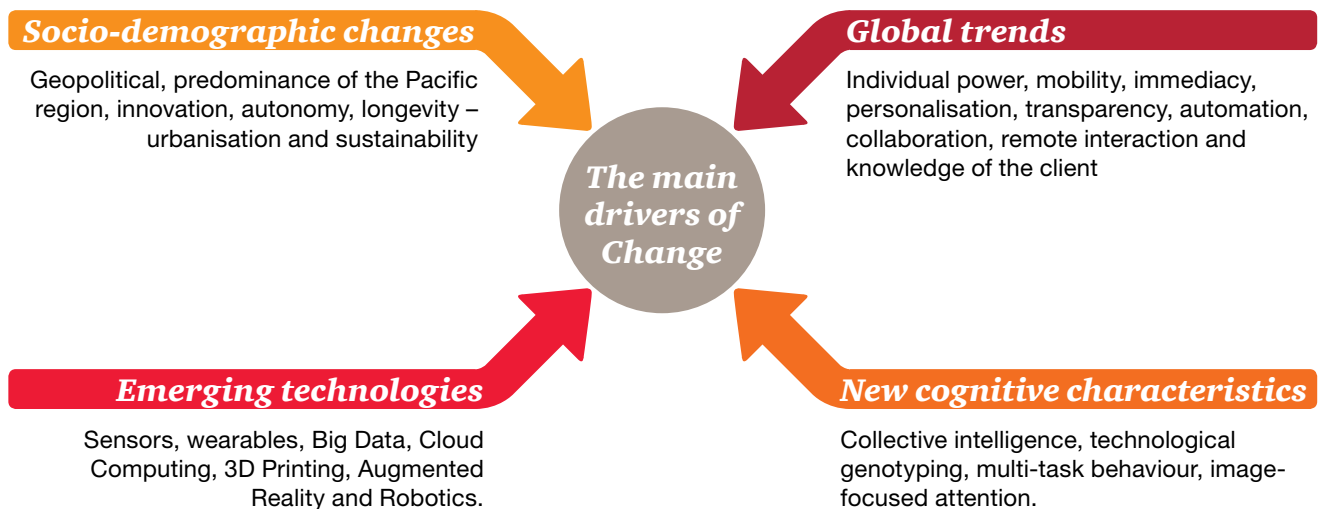 Socio-demographic changes
Geopolitical, predominance of the Pacific
region, innovation, autonomy, longevity –
urbanisation and sustainability
Global trends
Individual power, mobility, immediacy,
personalisation, transparency, automation,
collaboration, remote interaction and
knowledge of the client
The main
drivers of
Change
Emerging technologies
Sensors, wearables, Big Data, Cloud
Computing, 3D Printing, Augmented
Reality and Robotics.
New cognitive characteristics
Collective intelligence, technological
genotyping, multi-task behaviour, image-
focused attention.